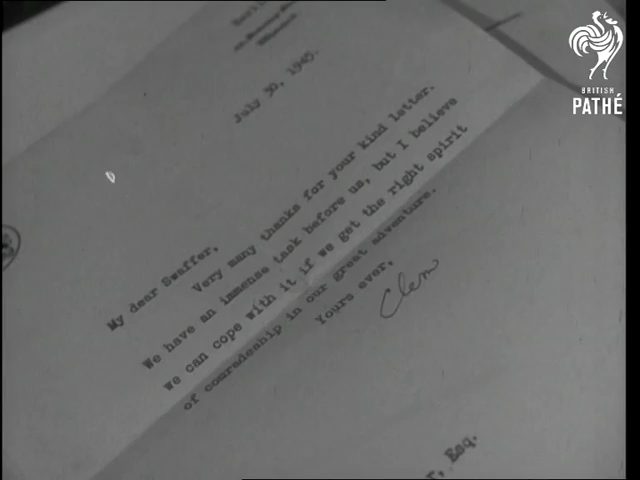 BRITISH
PATHÉ
July 30, 1945.
My dear Swaffer,
Very many thanks for your kind letter.
We have an immense task before us, but I believe
we can cope with it if we get the right spirit
of comradeship in our great adventure.
Yours ever,
Clem
Esq.